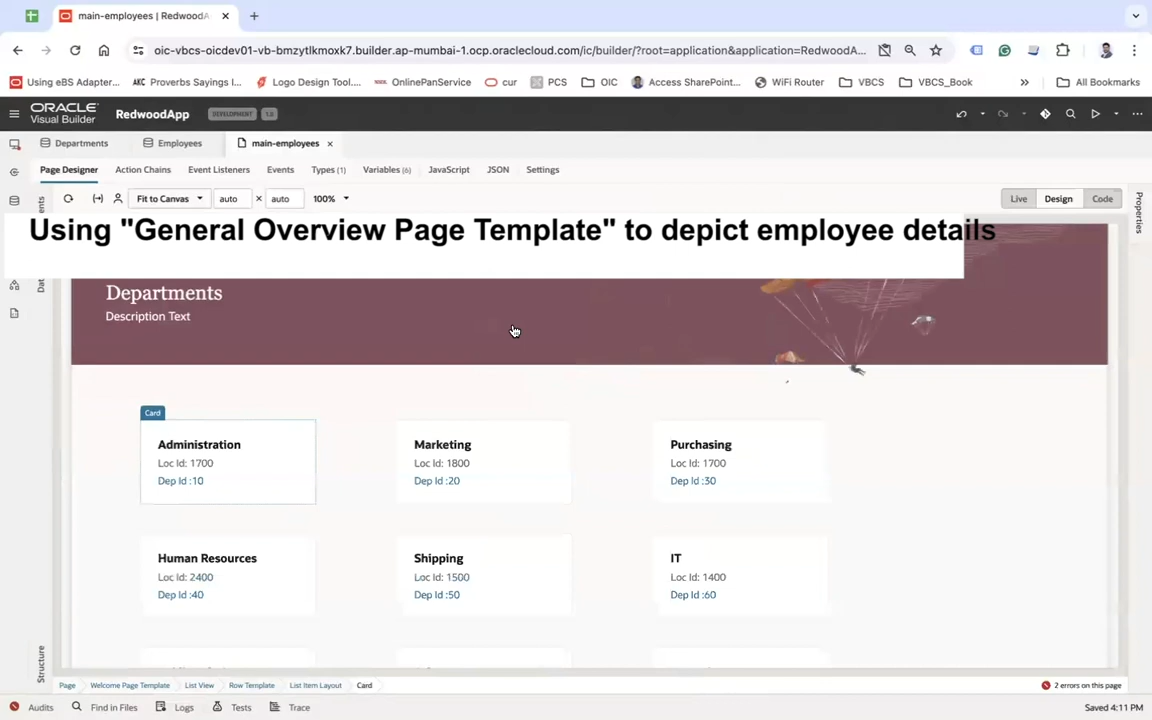 main-employees | RedwoodA
oic-vbcs-oicdev01-vb-bmzytlkmoxk7.builder.ap-mumbai-1.ocp.oraclecloud.com/ic/builder/?root=application&application=RedwoodA...
Using eBS Adapter...
AKC Proverbs Sayings I...
Logo Design Tool....
OnlinePanService
cur
PCS
OIC
Access SharePoint...
WiFi Router
VBCS
VBCS_Book
»
All Bookmarks
ORACLE
Visual Builder
RedwoodApp
DEVELOPMENT
1.0
Departments
Employees
main-employees
Page Designer
Action Chains
Event Listeners
Events
Types (1)
Variables (6)
JavaScript
JSON
Settings
Fit to Canvas
auto × auto
100%
Live
Design
Code
Properties
Using "General Overview Page Template" to depict employee details
Departments
Description Text
Card
Administration
Loc Id: 1700
Dep Id :10
Marketing
Loc Id: 1800
Dep Id :20
Purchasing
Loc Id: 1700
Dep Id :30
Human Resources
Loc Id: 2400
Dep Id :40
Shipping
Loc Id: 1500
Dep Id :50
IT
Loc Id: 1400
Dep Id :60
Structure
Page
Welcome Page Template
List View
Row Template
List Item Layout
Card
2 errors on this page
Audits
Find in Files
Logs
Tests
Trace
Saved 4:11 PM